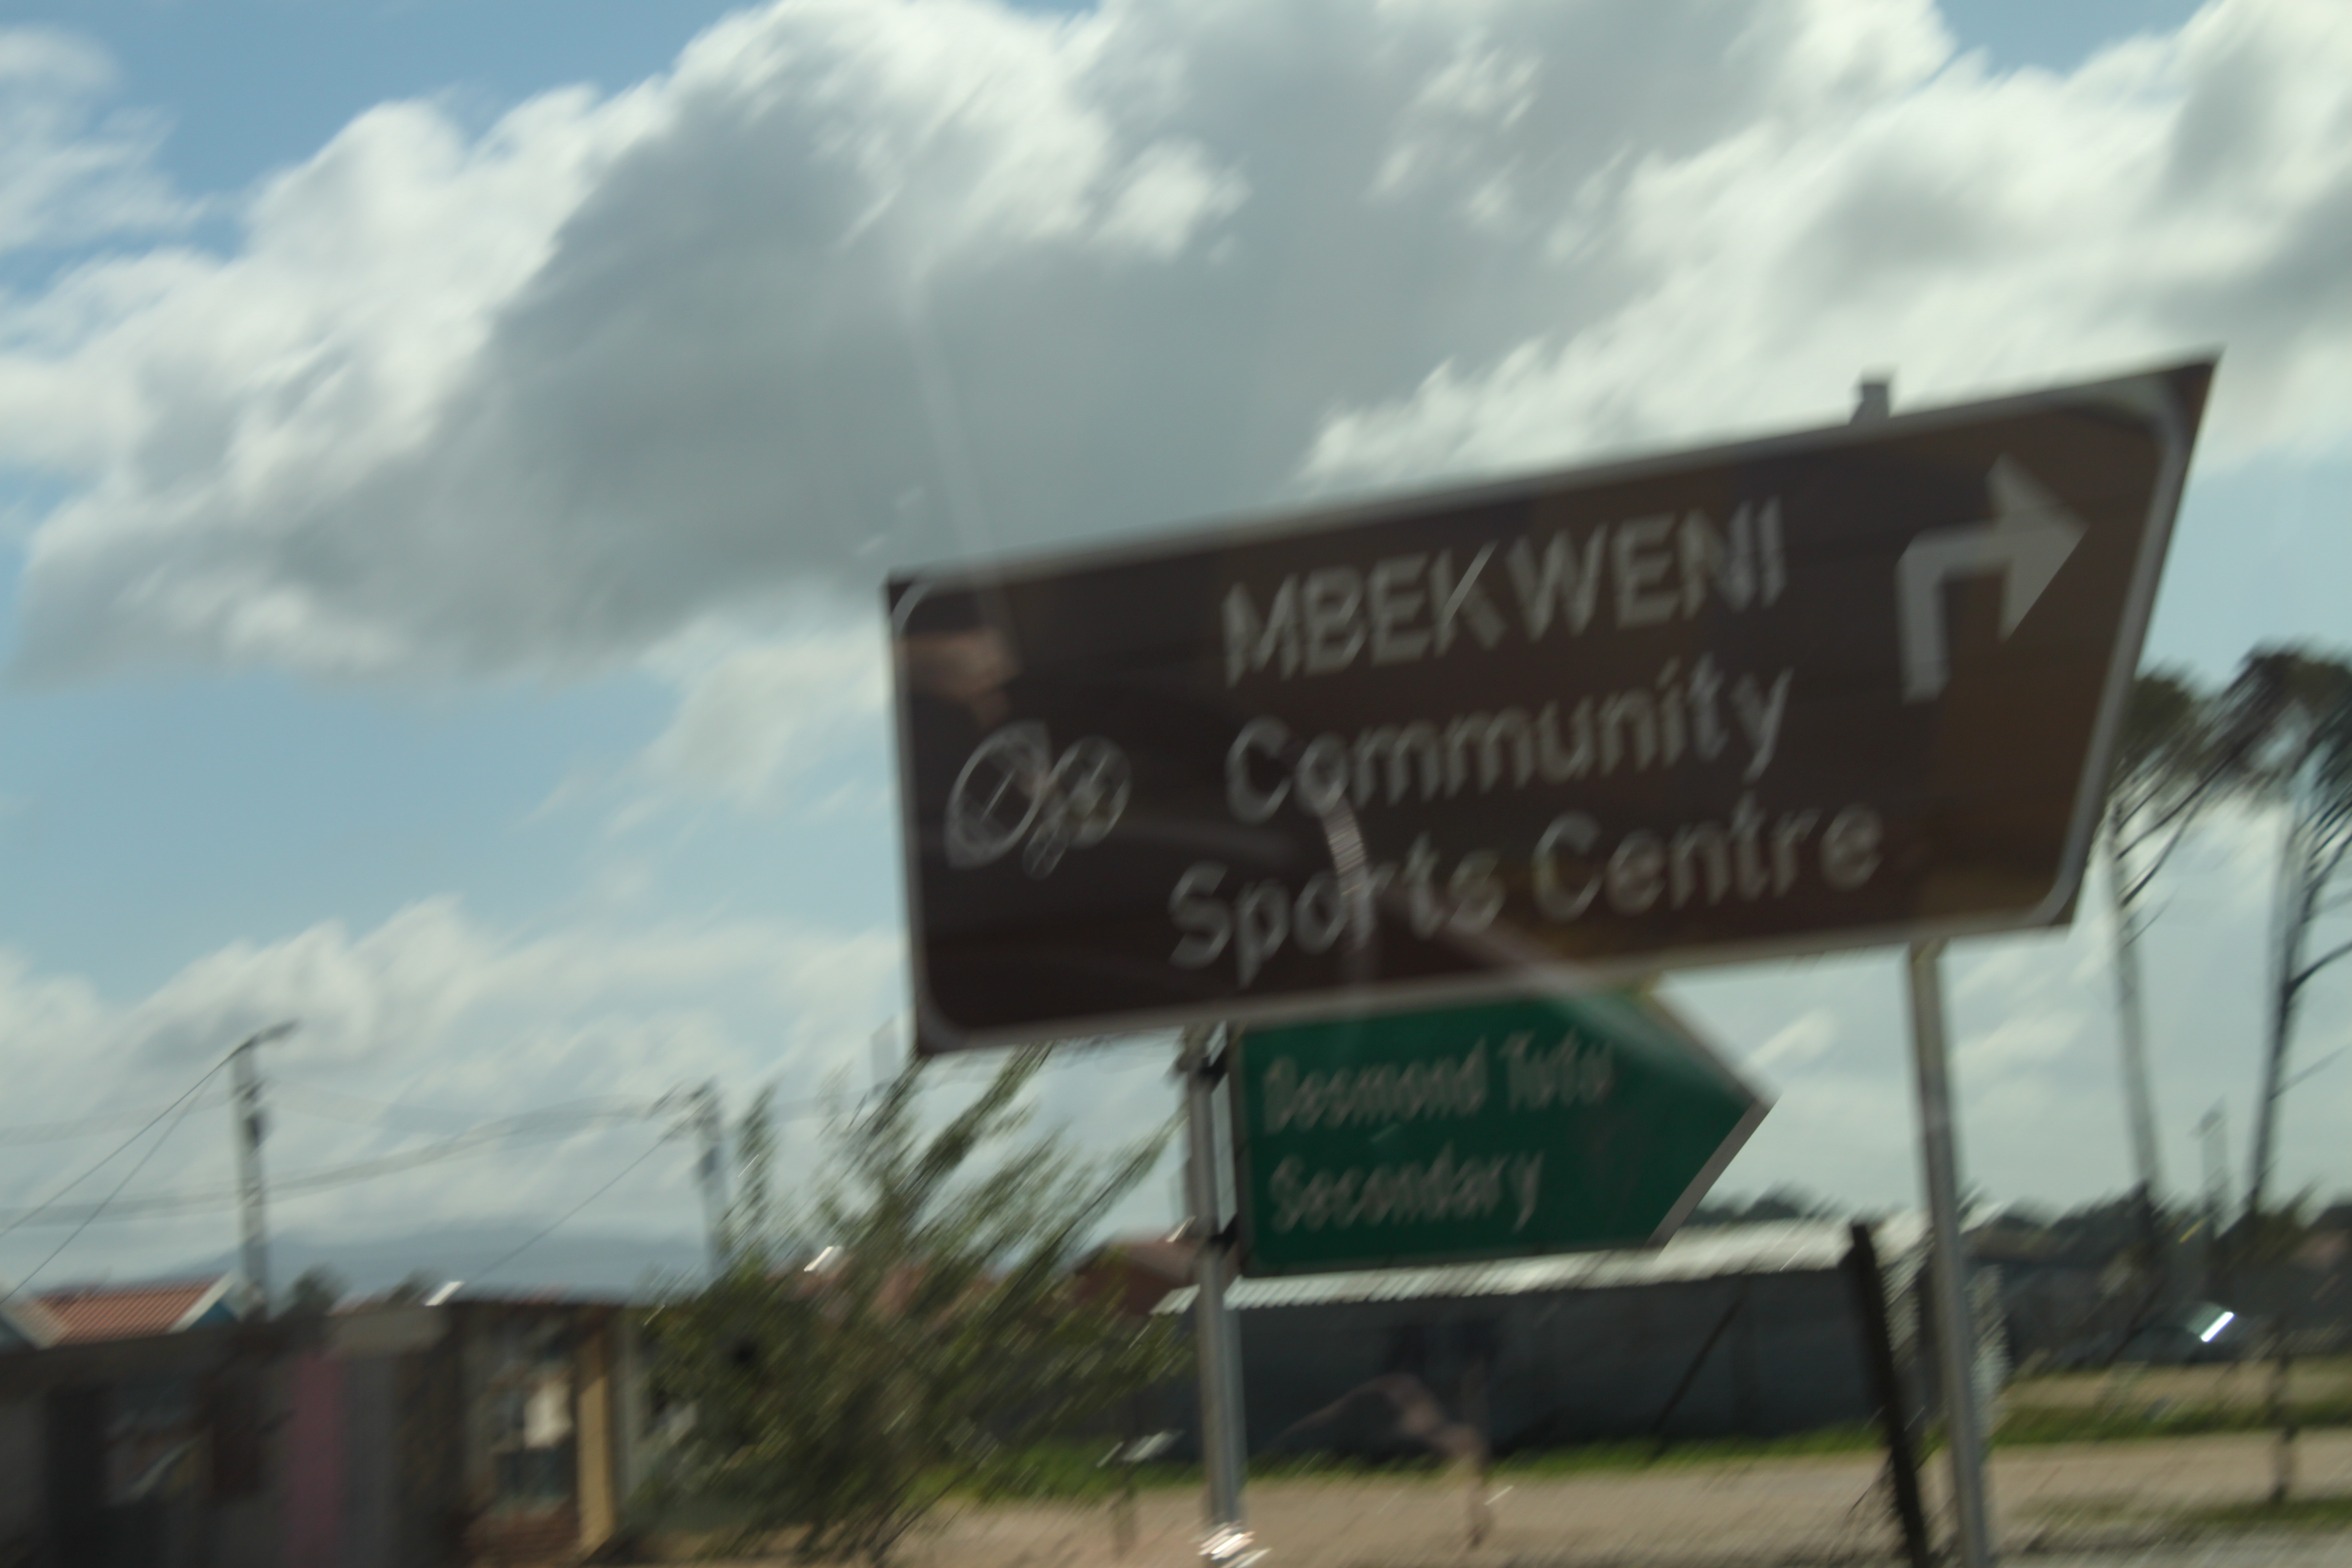 MBEKWENI
Community
Sports Centre
Desmond Tutu
Secondary